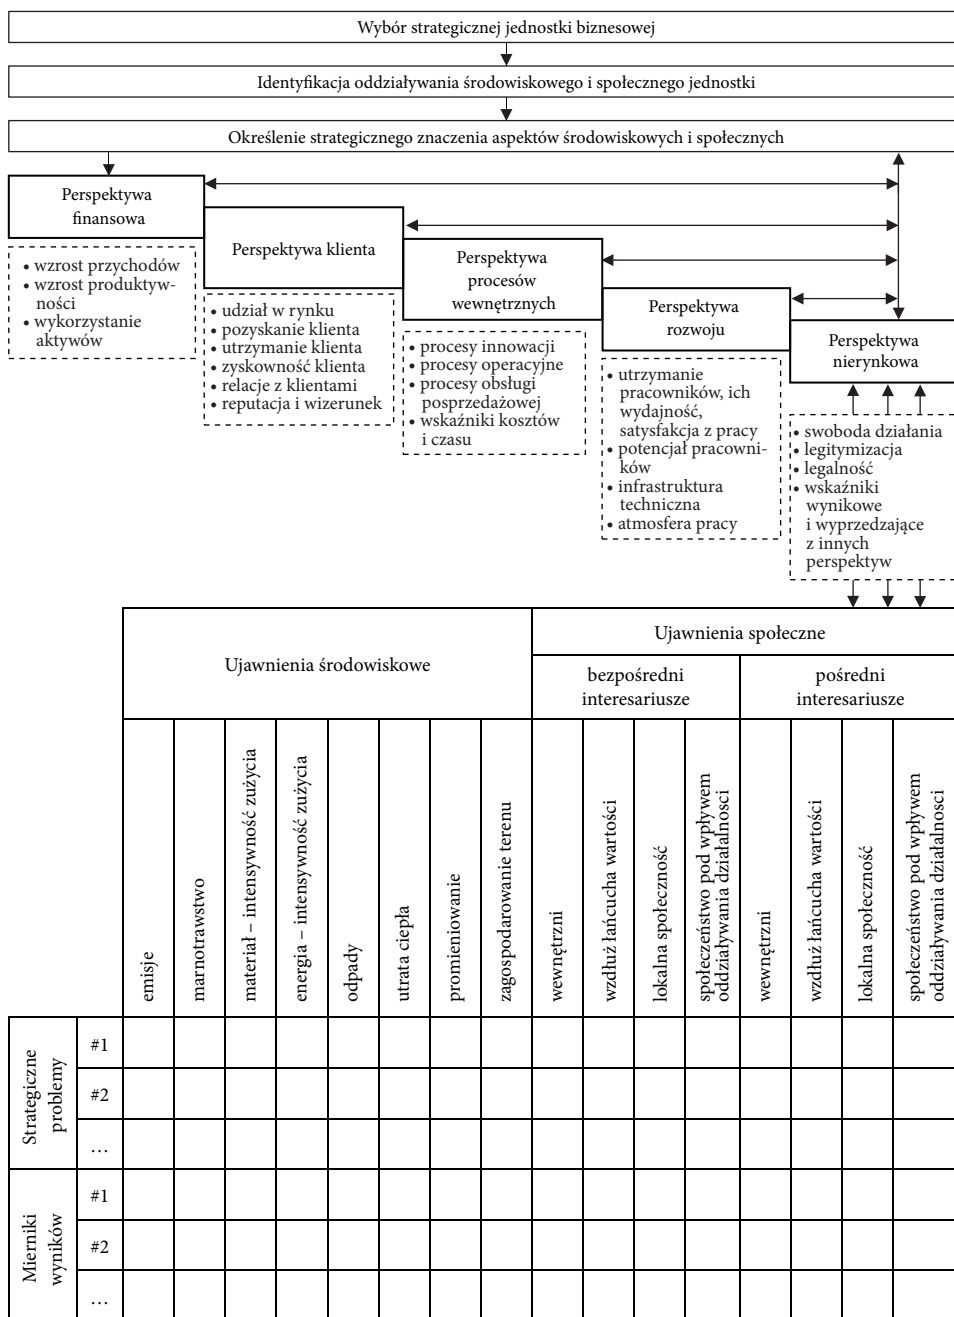 Wybór strategicznej jednostki biznesowej
Identyfikacja oddziaływania środowiskowego i społecznego jednostki
Określenie strategicznego znaczenia aspektów środowiskowych i społecznych
Perspektywa
finansowa
• wzrost przychodów
• wzrost produktyw-
ności
• wykorzystanie
aktywów
Perspektywa klienta
• udział w rynku
• pozyskanie klienta
• utrzymanie klienta
• zyskowność klienta
• relacje z klientami
• reputacja i wizerunek
Perspektywa
procesów
wewnętrznych
• procesy innowacji
• procesy operacyjne
• procesy obsługi
posprzedażowej
• wskaźniki kosztów
i czasu
Perspektywa
rozwoju
• utrzymanie
pracowników, ich
wydajność,
satysfakcja z pracy
• potencjał pracowni-
ków
• infrastruktura
techniczna
• atmosfera pracy
Perspektywa
nierynkowa
• swoboda działania
• legitymizacja
• legalność
• wskaźniki
wynikowe
i wyprzedzające
z innych
perspektyw
Ujawnienia środowiskowe
Ujawnienia społeczne
bezpośredni
interesariusze
pośredni
interesariusze
emisje
marnotrawstwo
materiał – intensywność zużycia
energia – intensywność zużycia
odpady
utrata ciepła
promieniowanie
zagospodarowanie terenu
wewnętrzni
wzdłuż łańcucha wartości
lokalna społeczność
społeczeństwo pod wpływem
oddziaływania działalnosci
wewnętrzni
wzdłuż łańcucha wartości
lokalna społeczność
społeczeństwo pod wpływem
oddziaływania działalnosci
Strategiczne
problemy
#1
#2
…
Mierniki
wyników
#1
#2
…